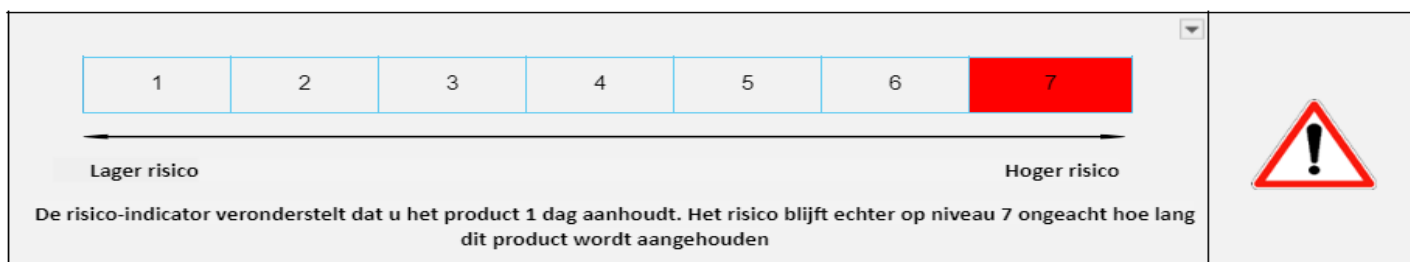 1 2 3 4 5 6 7
Lager risico Hoger risico
De risico-indicator veronderstelt dat u het product 1 dag aanhoudt. Het risico blijft echter op niveau 7 ongeacht hoe lang
dit product wordt aangehouden